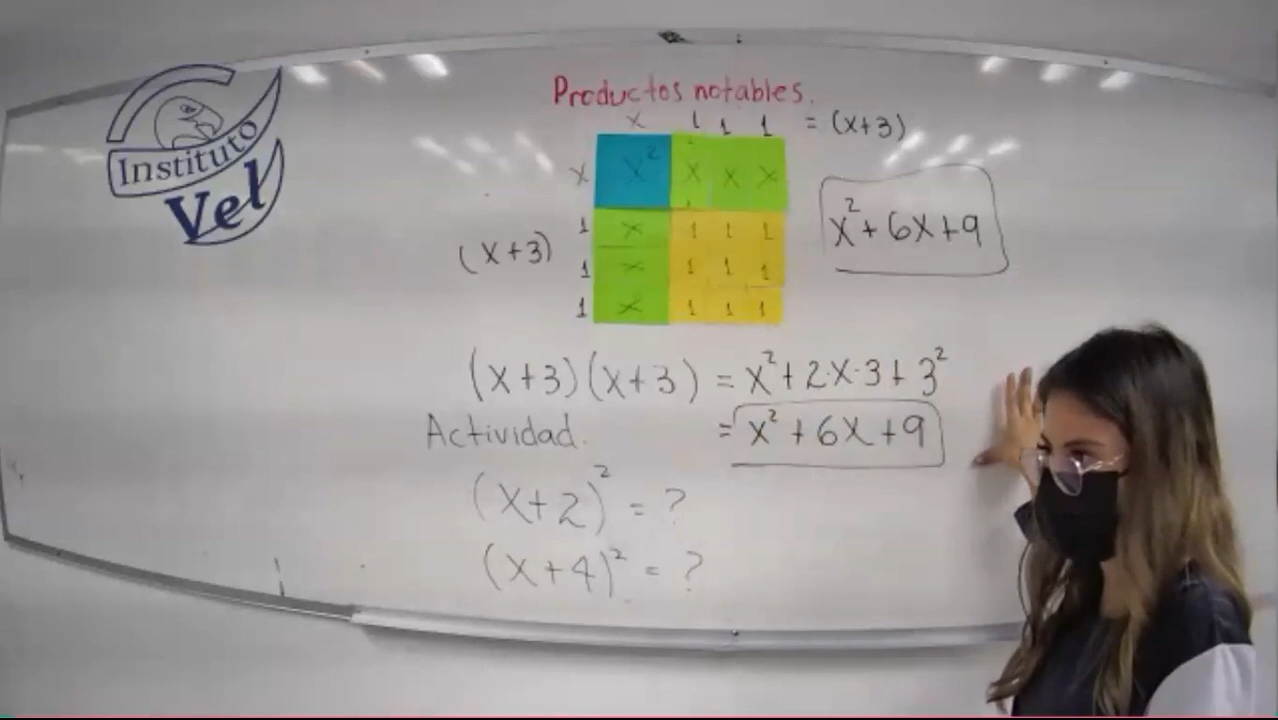 Instituto
Vel
Productos notables.
x 1 1 1 = (x+3)
x x² x x x
1 x 1 1 1
(x+3) 1 x 1 1 1
1 x 1 1 1
x²+6x+9
(x+3)(x+3) = x²+2·x·3+3²
Actividad. = x²+6x+9
(x+2)² = ?
(x+4)² = ?